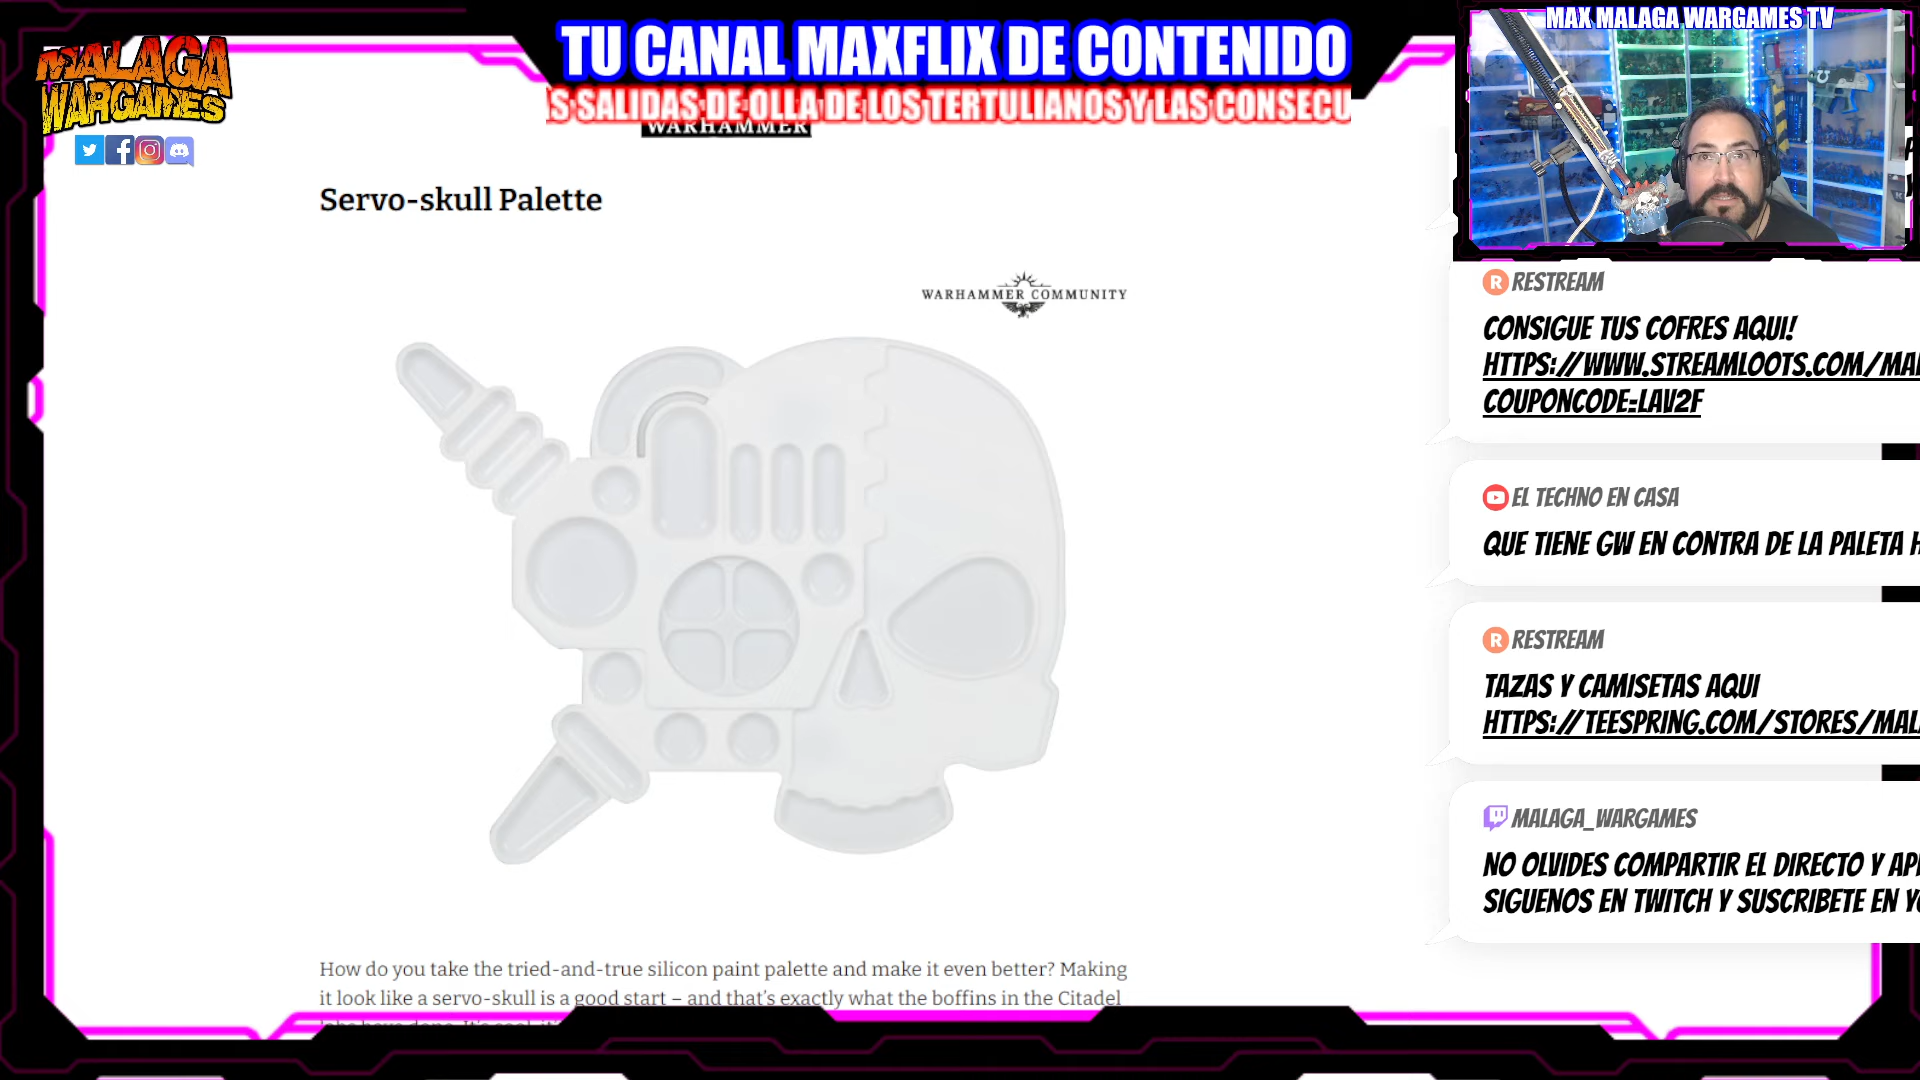 MALAGA
WARGAMES
TU CANAL MAXFLIX DE CONTENIDO
S SALIDAS DE OLLA DE LOS TERTULIANOS Y LAS
WARHAMMER
MAX MALAGA WARGAMES TV
Servo-skull Palette
WARHAMMER COMMUNITY
How do you take the tried-and-true silicon paint palette and make it even better? Making
it look like a servo-skull is a good start – and that's exactly what the boffins in the Citadel
RESTREAM
CONSIGUE TUS COFRES AQUI!
HTTPS://WWW.STREAMLOOTS.COM/MA
COUPONCODE=LAV2F
EL TECHNO EN CASA
QUE TIENE GW EN CONTRA DE LA PALETA H
RESTREAM
TAZAS Y CAMISETAS AQUI
HTTPS://TEESPRING.COM/STORES/MAL
MALAGA_WARGAMES
NO OLVIDES COMPARTIR EL DIRECTO Y
SIGUENOS EN TWITCH Y SUSCRIBETE EN